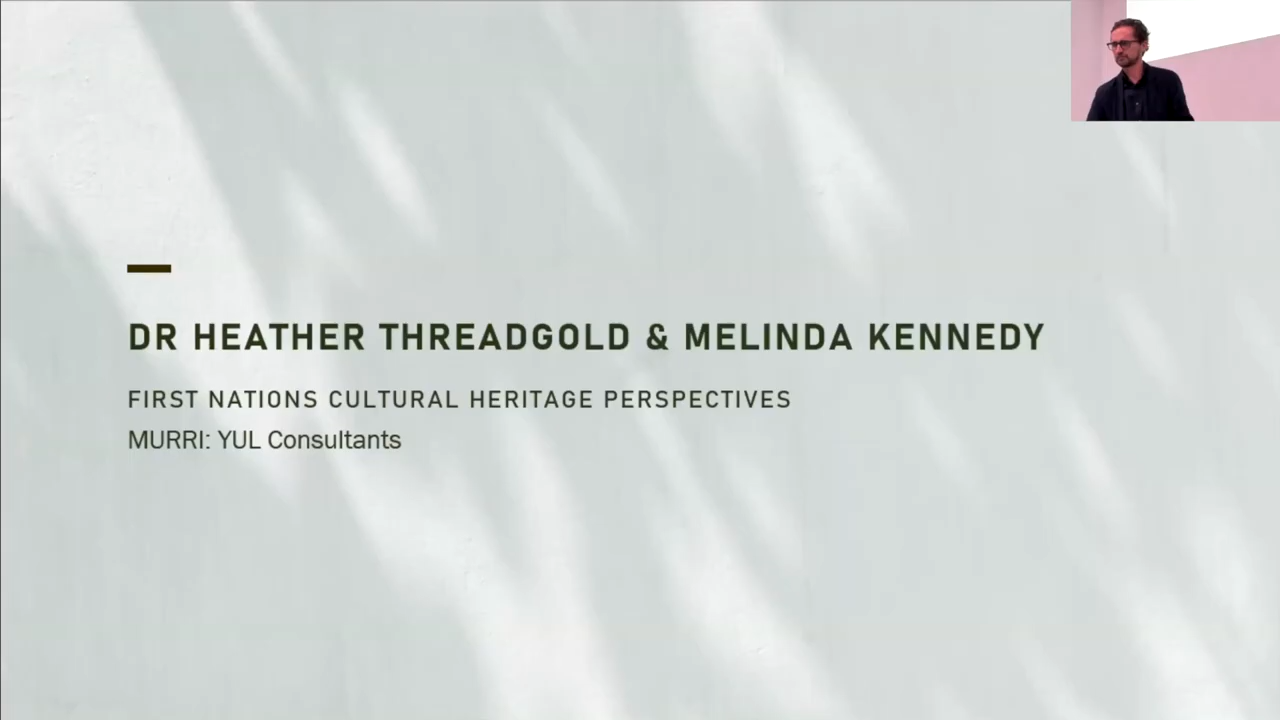 DR HEATHER THREADGOLD & MELINDA KENNEDY
FIRST NATIONS CULTURAL HERITAGE PERSPECTIVES
MURRI: YUL Consultants